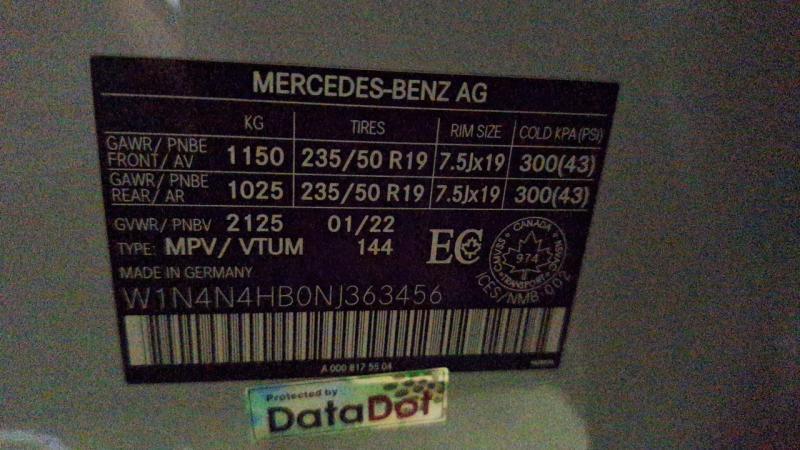 MERCEDES-BENZ AG
KG TIRES RIM SIZE COLD KPA(PSI)
GAWR/ PNBE FRONT/ AV 1150 235/50 R19 7.5Jx19 300(43)
GAWR/ PNBE REAR/ AR 1025 235/50 R19 7.5Jx19 300(43)
GVWR/ PNBV 2125 01/22
TYPE: MPV/ VTUM 144 EC
CANADA 974 TRANSPORT
ICES/NMB 002
MADE IN GERMANY
W1N4N4HB0NJ363456
A 000 817 55 04
Protected by
DataDot